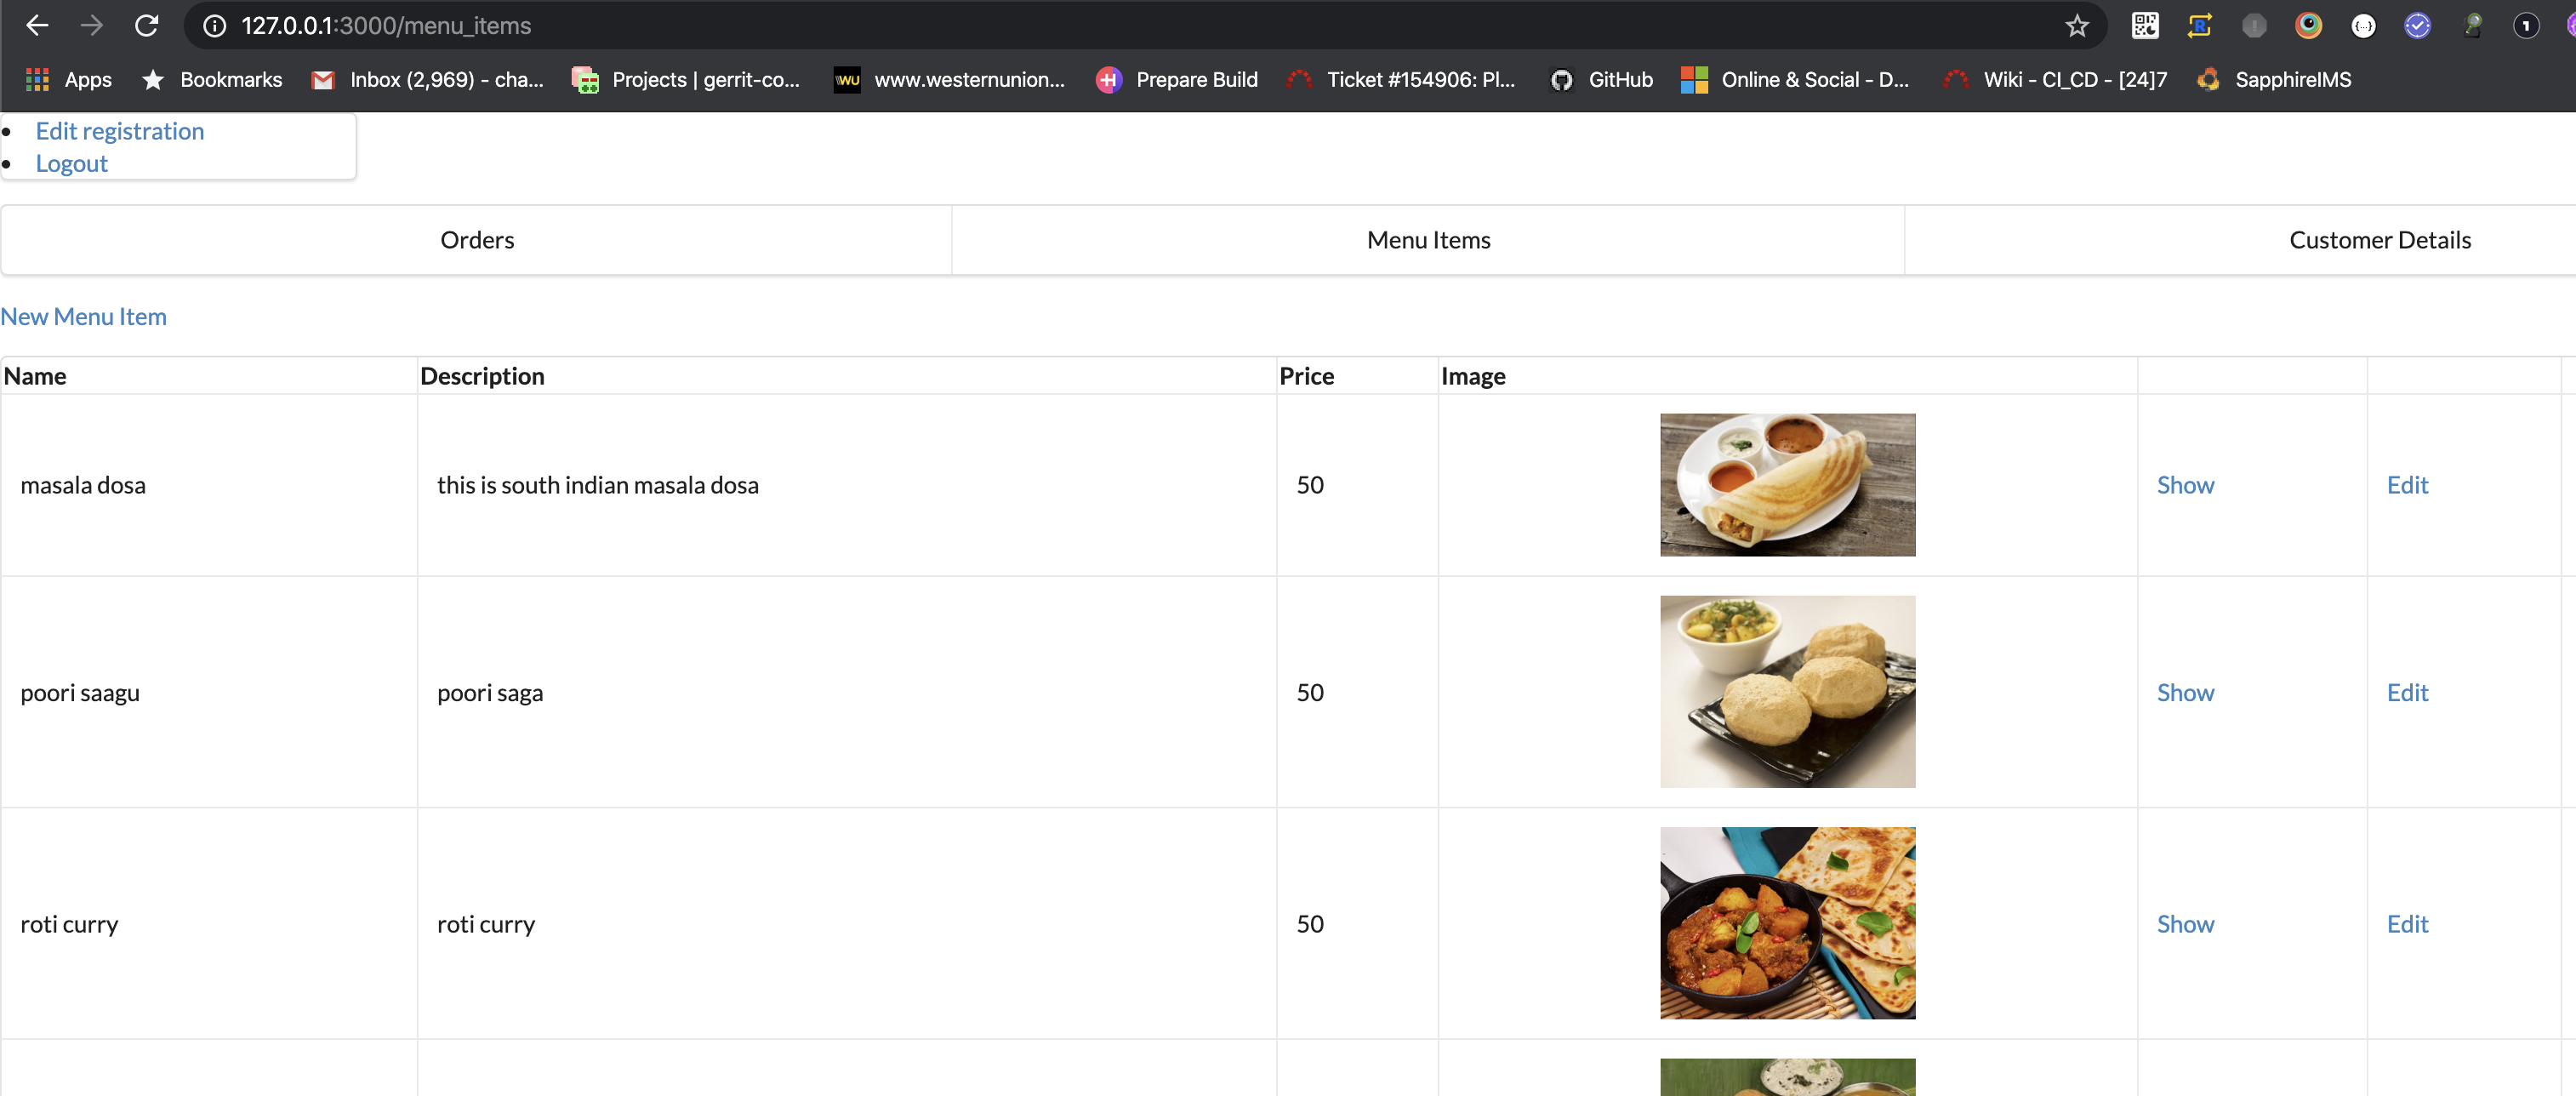 127.0.0.1:3000/menu_items
Apps Bookmarks Inbox (2,969) - cha... Projects | gerrit-co... WU www.westernunion... H Prepare Build Ticket #154906: Pl... GitHub Online & Social - D... Wiki - CI_CD - [24]7 SapphireIMS
Edit registration
Logout
Orders Menu Items Customer Details
New Menu Item
Name Description Price Image
masala dosa this is south indian masala dosa 50 Show Edit
poori saagu poori saga 50 Show Edit
roti curry roti curry 50 Show Edit